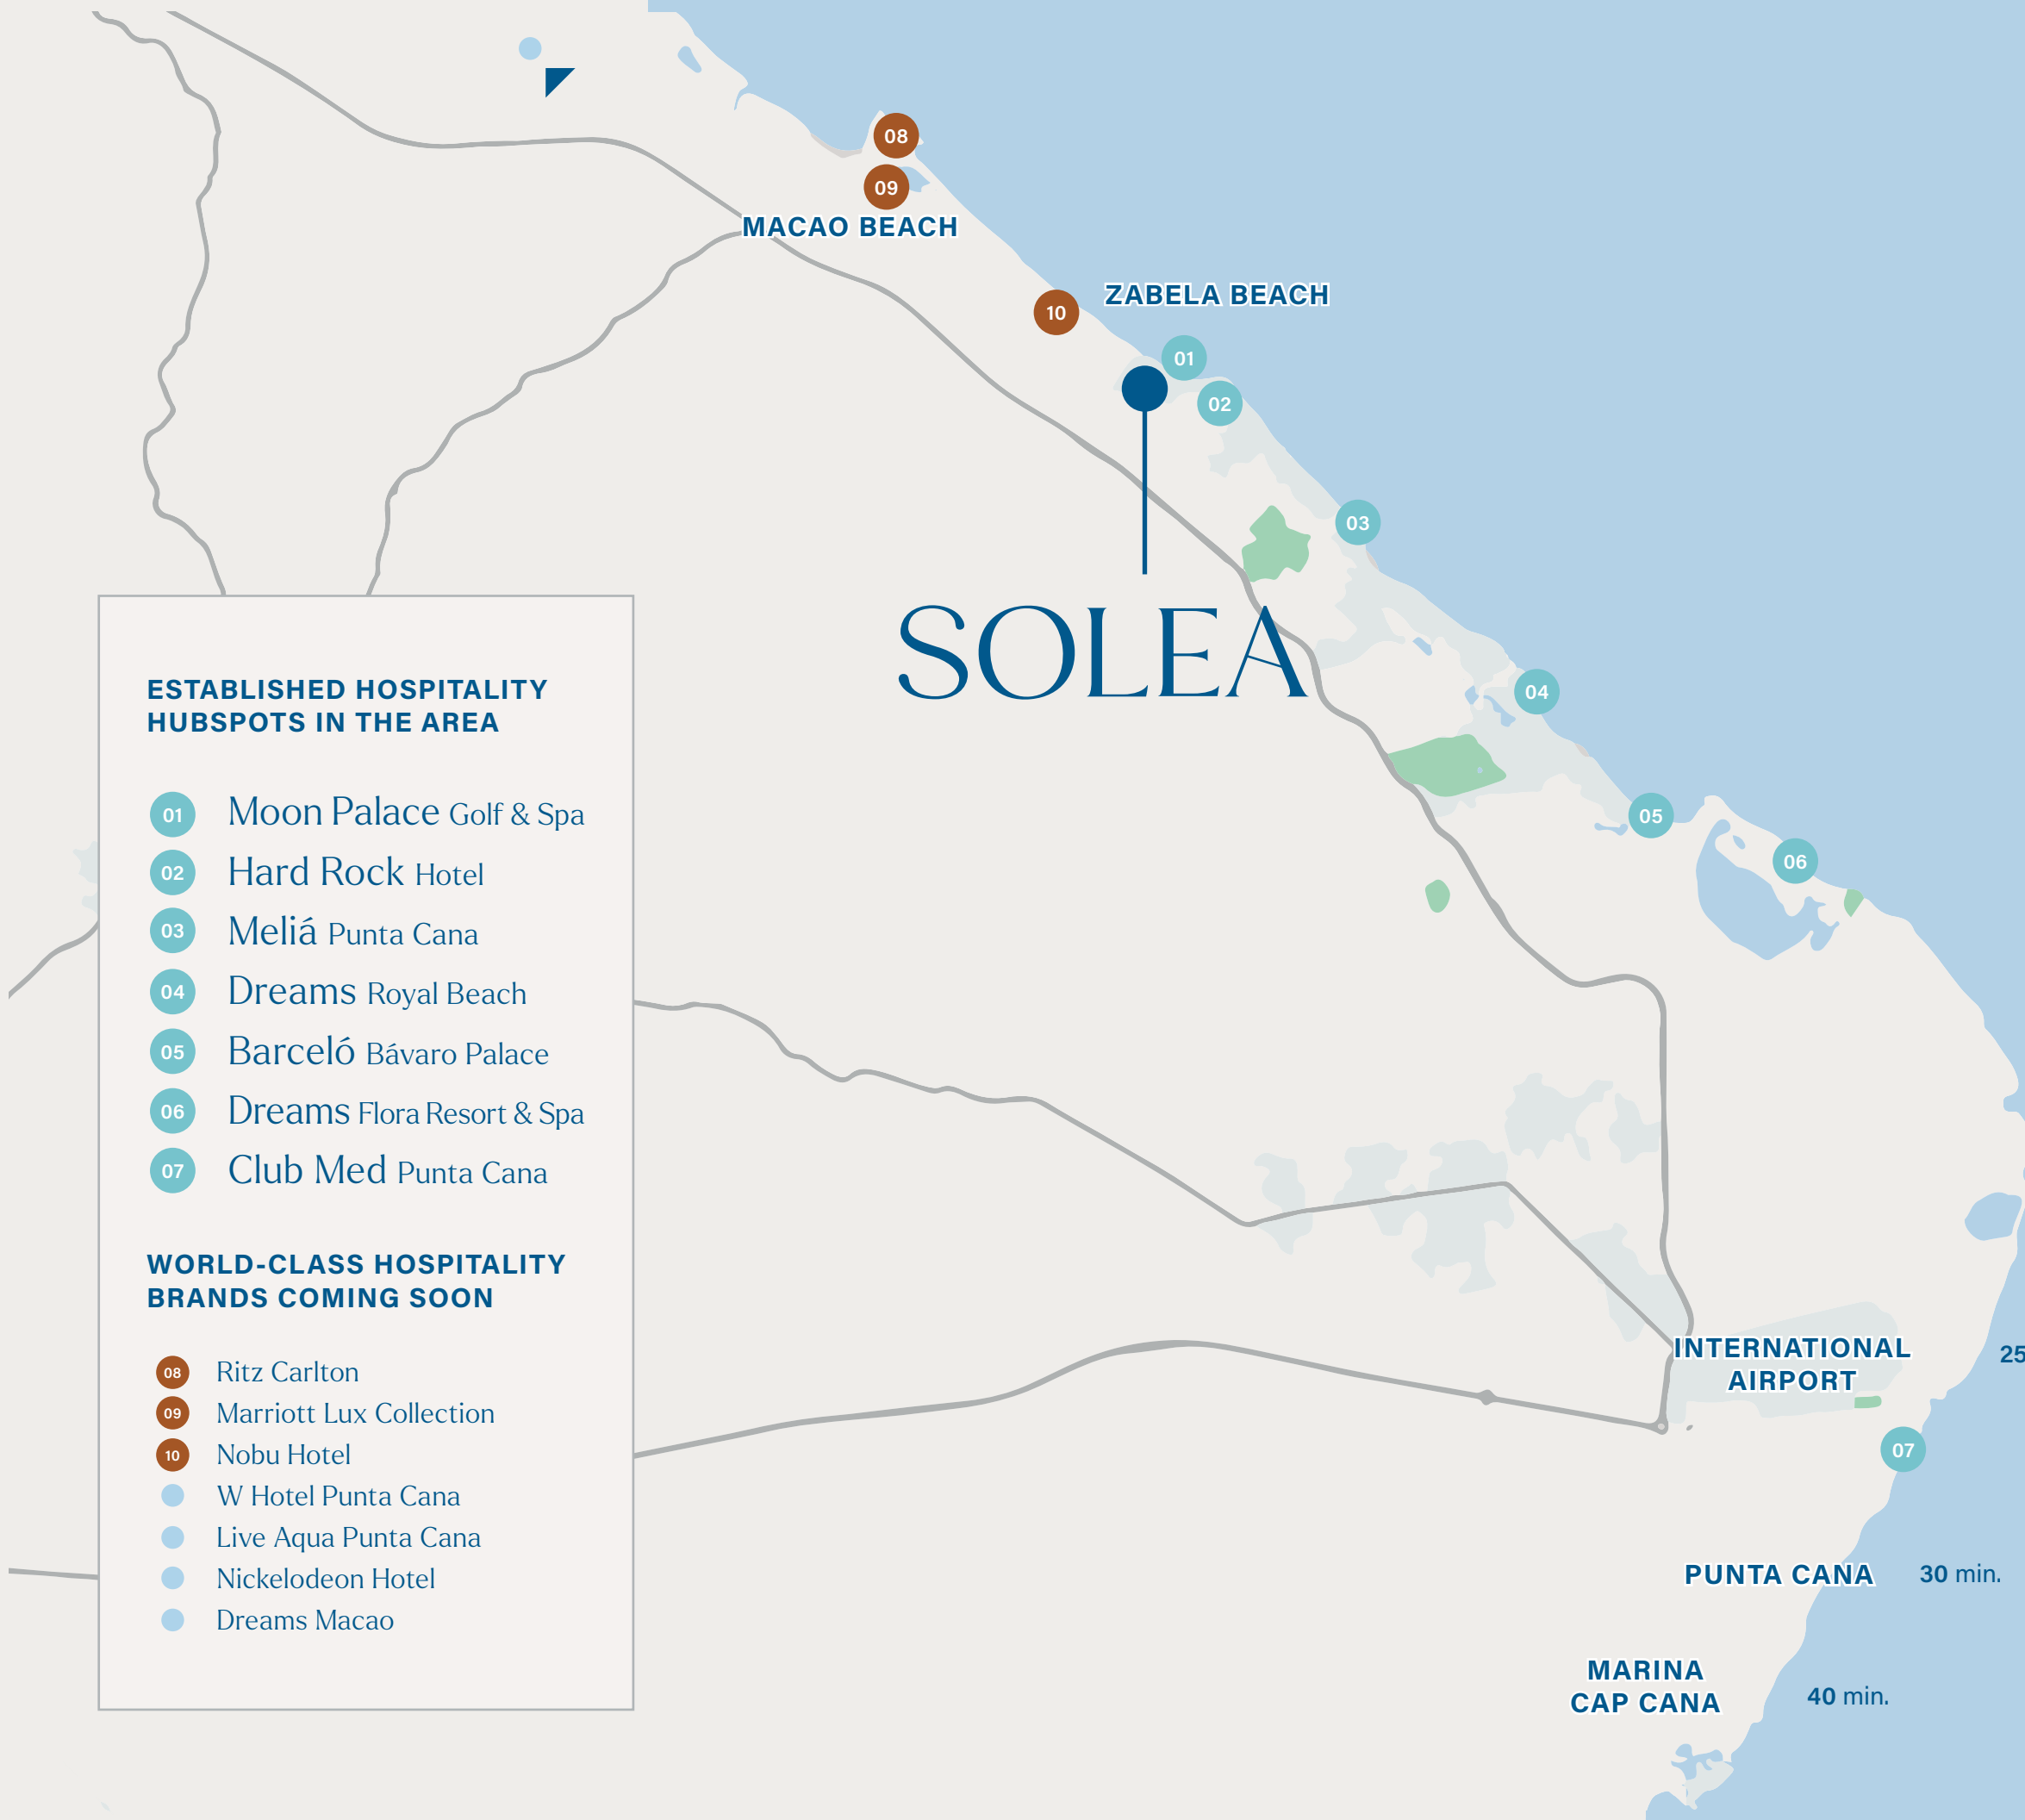 08
09
MACAO BEACH
ZABELA BEACH
10
01
02
03
SOLEA
04
05
06
ESTABLISHED HOSPITALITY
HUBSPOTS IN THE AREA
01 Moon Palace Golf & Spa
02 Hard Rock Hotel
03 Meliá Punta Cana
04 Dreams Royal Beach
05 Barceló Bávaro Palace
06 Dreams Flora Resort & Spa
07 Club Med Punta Cana
WORLD-CLASS HOSPITALITY
BRANDS COMING SOON
08 Ritz Carlton
09 Marriott Lux Collection
10 Nobu Hotel
W Hotel Punta Cana
Live Aqua Punta Cana
Nickelodeon Hotel
Dreams Macao
INTERNATIONAL
AIRPORT
25
07
PUNTA CANA 30 min.
MARINA
CAP CANA
40 min.